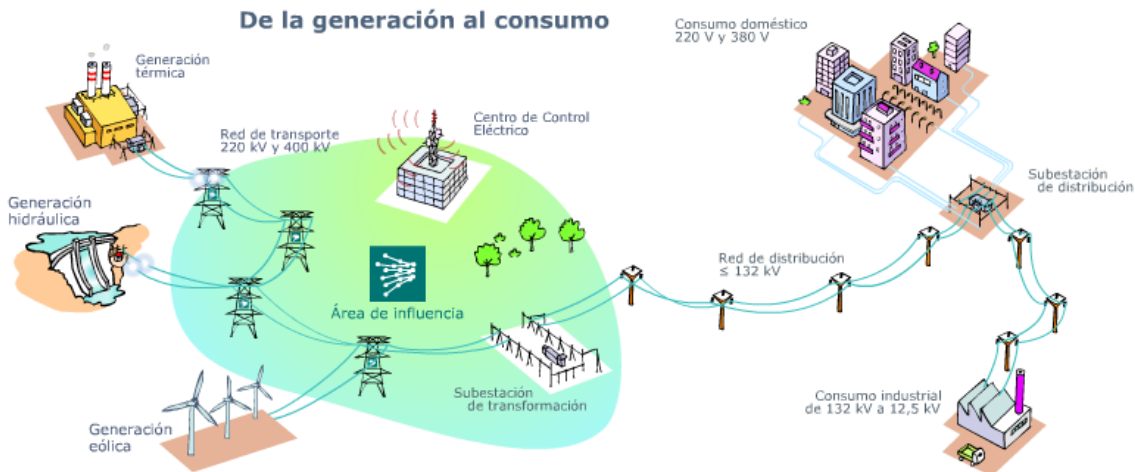 De la generación al consumo
Generación
térmica
Red de transporte
220 kV y 400 kV
Centro de Control
Eléctrico
Consumo doméstico
220 V y 380 V
Subestación
de distribución
Generación
hidráulica
Área de influencia
Red de distribución
≤ 132 kV
Subestación
de transformación
Generación
eólica
Consumo industrial
de 132 kV a 12,5 kV